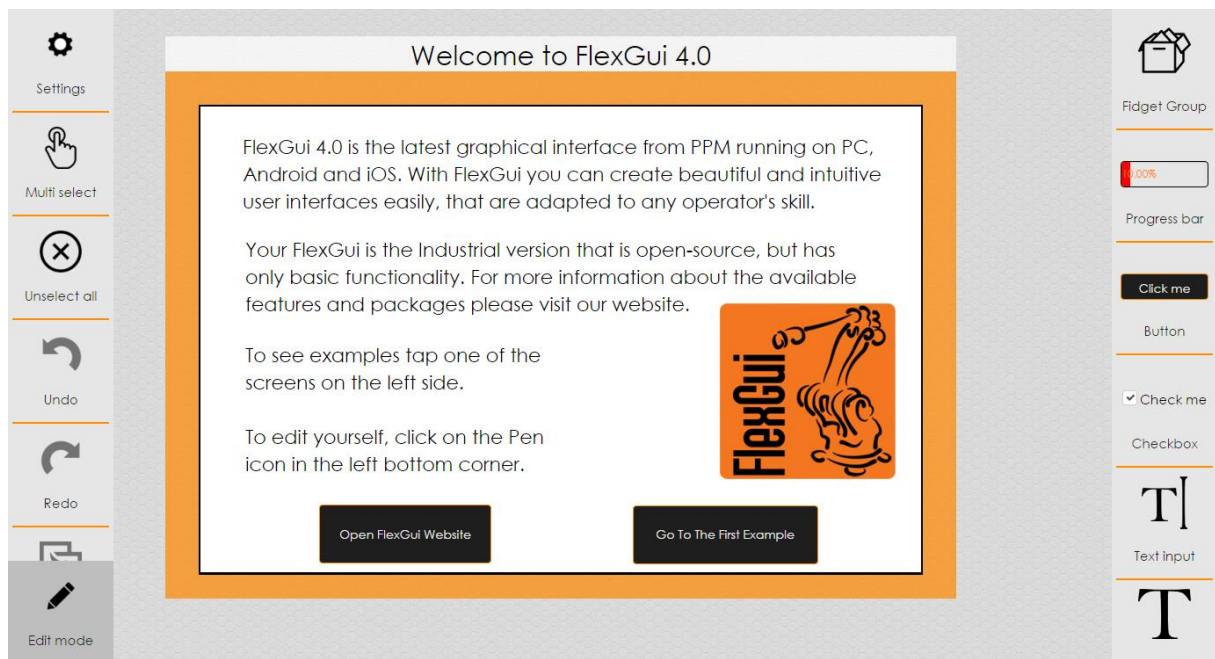 Settings
Multi select
Unselect all
Undo
Redo
Edit mode
Welcome to FlexGui 4.0
FlexGui 4.0 is the latest graphical interface from PPM running on PC,
Android and iOS. With FlexGui you can create beautiful and intuitive
user interfaces easily, that are adapted to any operator's skill.
Your FlexGui is the Industrial version that is open-source, but has
only basic functionality. For more information about the available
features and packages please visit our website.
To see examples tap one of the
screens on the left side.
To edit yourself, click on the Pen
icon in the left bottom corner.
FlexGui
Open FlexGui Website
Go To The First Example
Fidget Group
10.00%
Progress bar
Click me
Button
Check me
Checkbox
T
Text input
T